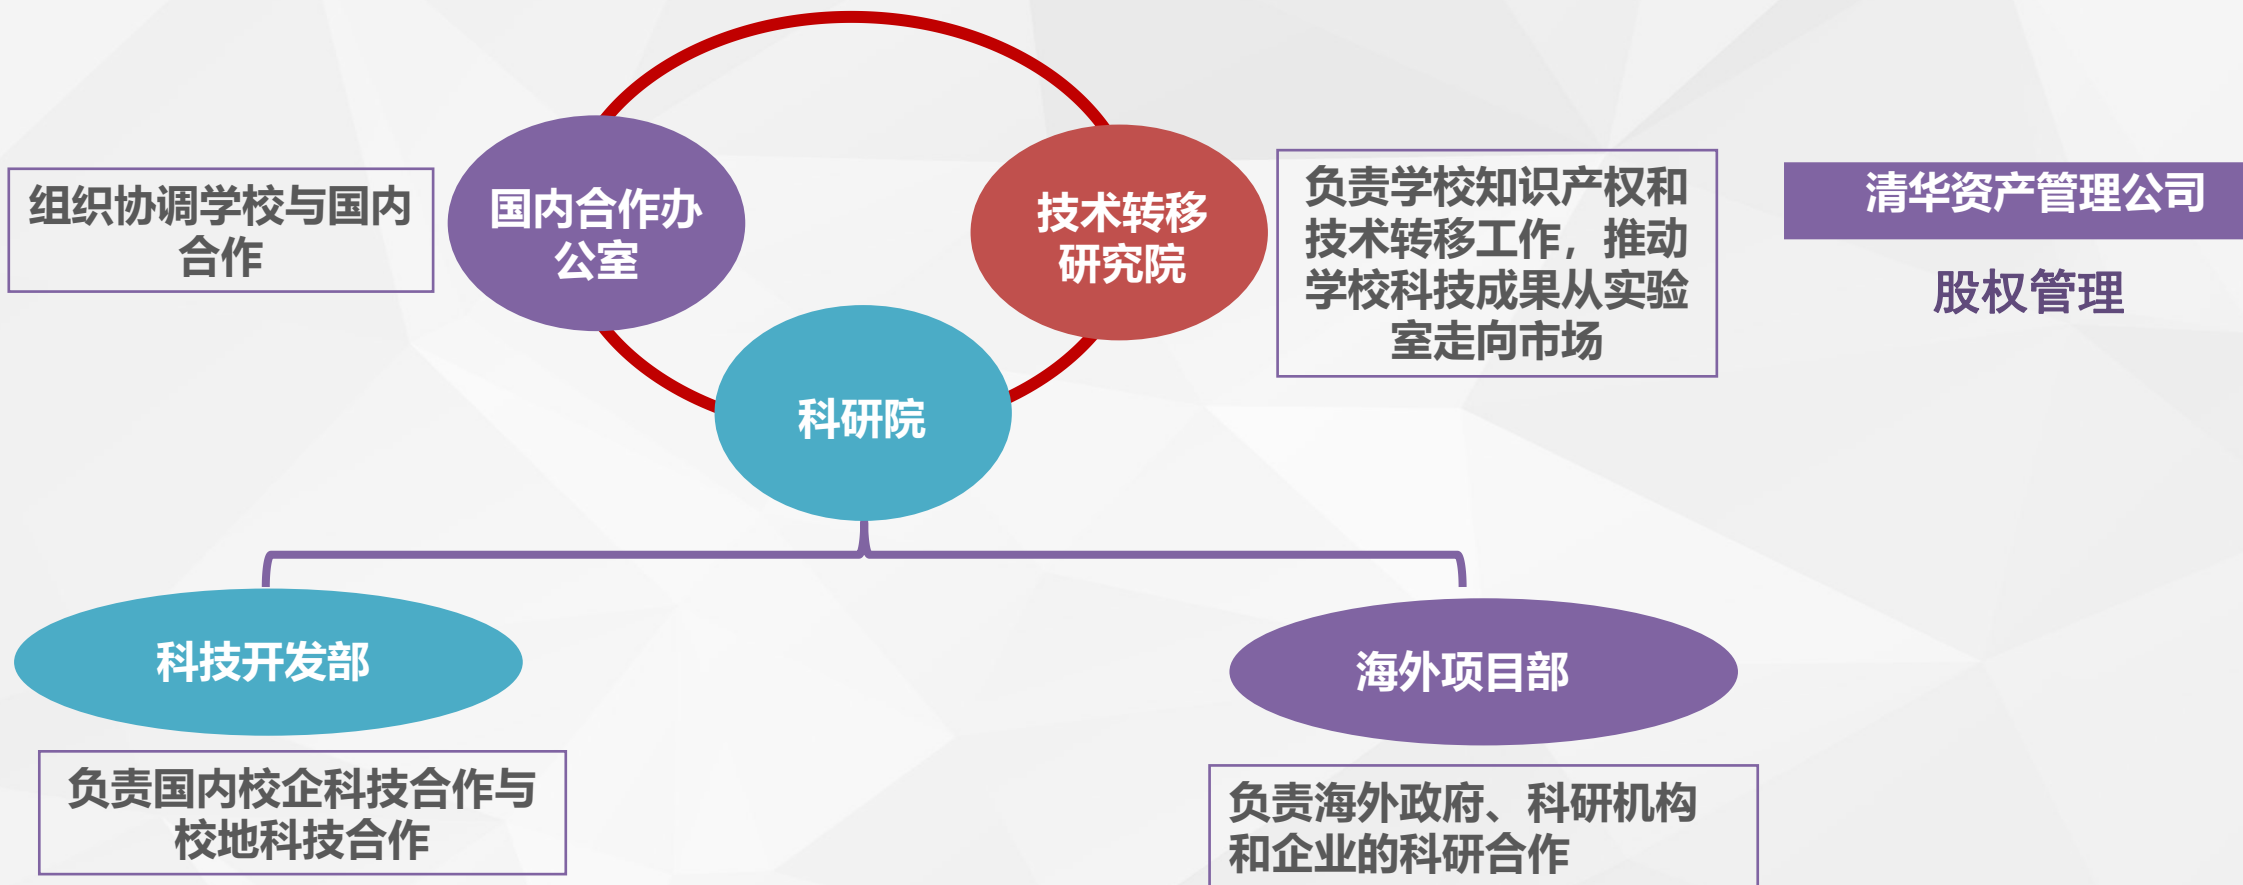 组织协调学校与国内
合作
国内合作办
公室
技术转移
研究院
负责学校知识产权和
技术转移工作，推动
学校科技成果从实验
室走向市场
清华资产管理公司
股权管理
科研院
科技开发部
海外项目部
负责国内校企科技合作与
校地科技合作
负责海外政府、科研机构
和企业的科研合作